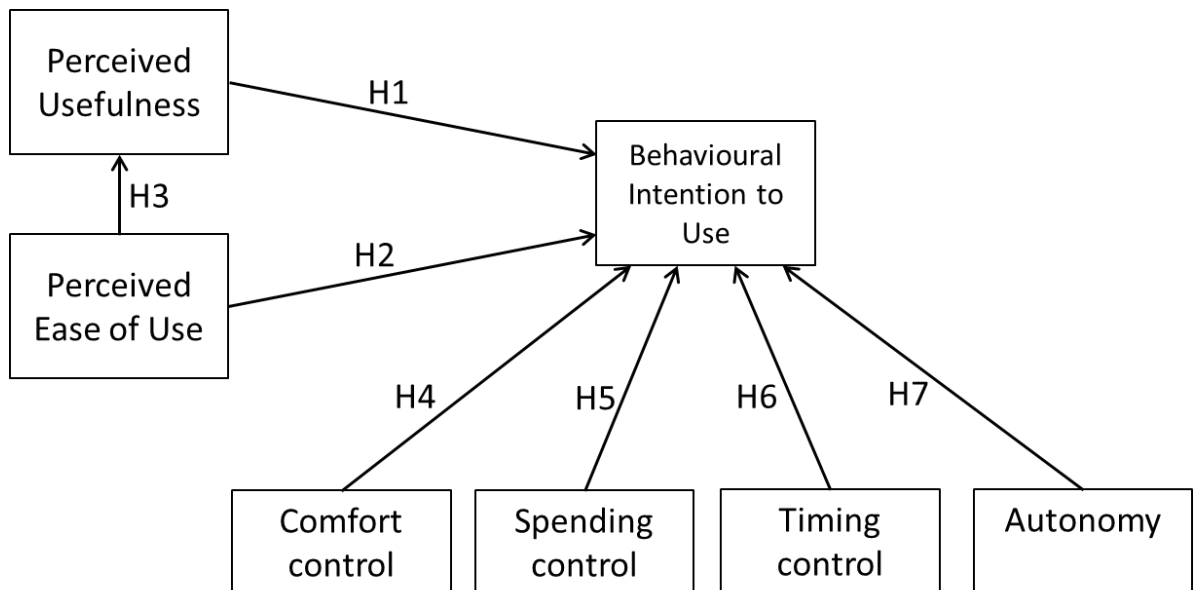 Perceived
Usefulness
H1
Behavioural
Intention to
Use
H3
H2
Perceived
Ease of Use
H4
H5
H6
H7
Comfort
control
Spending
control
Timing
control
Autonomy